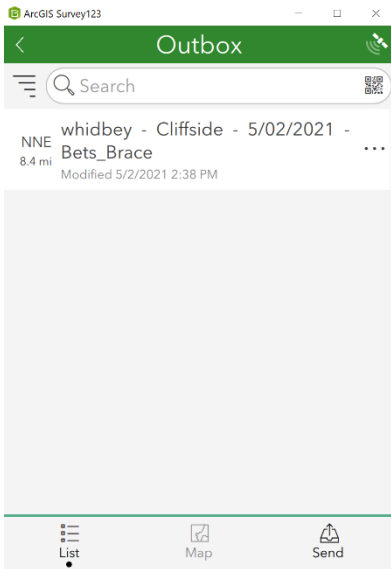 ArcGIS Survey123
Outbox
Search
NNE
8.4 mi
whidbey - Cliffside - 5/02/2021 -
Bets_Brace
Modified 5/2/2021 2:38 PM
List
Map
Send